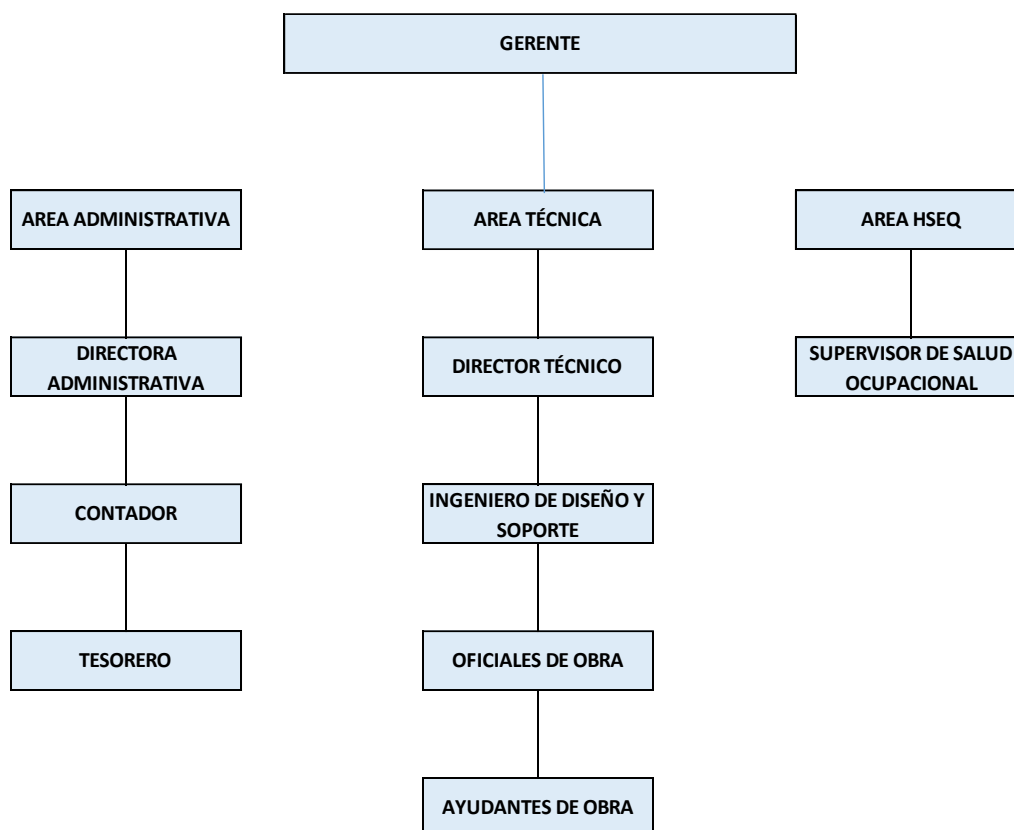 GERENTE
AREA ADMINISTRATIVA
AREA TÉCNICA
AREA HSEQ
DIRECTORA
ADMINISTRATIVA
DIRECTOR TÉCNICO
SUPERVISOR DE SALUD
OCUPACIONAL
CONTADOR
INGENIERO DE DISEÑO Y
SOPORTE
TESORERO
OFICIALES DE OBRA
AYUDANTES DE OBRA